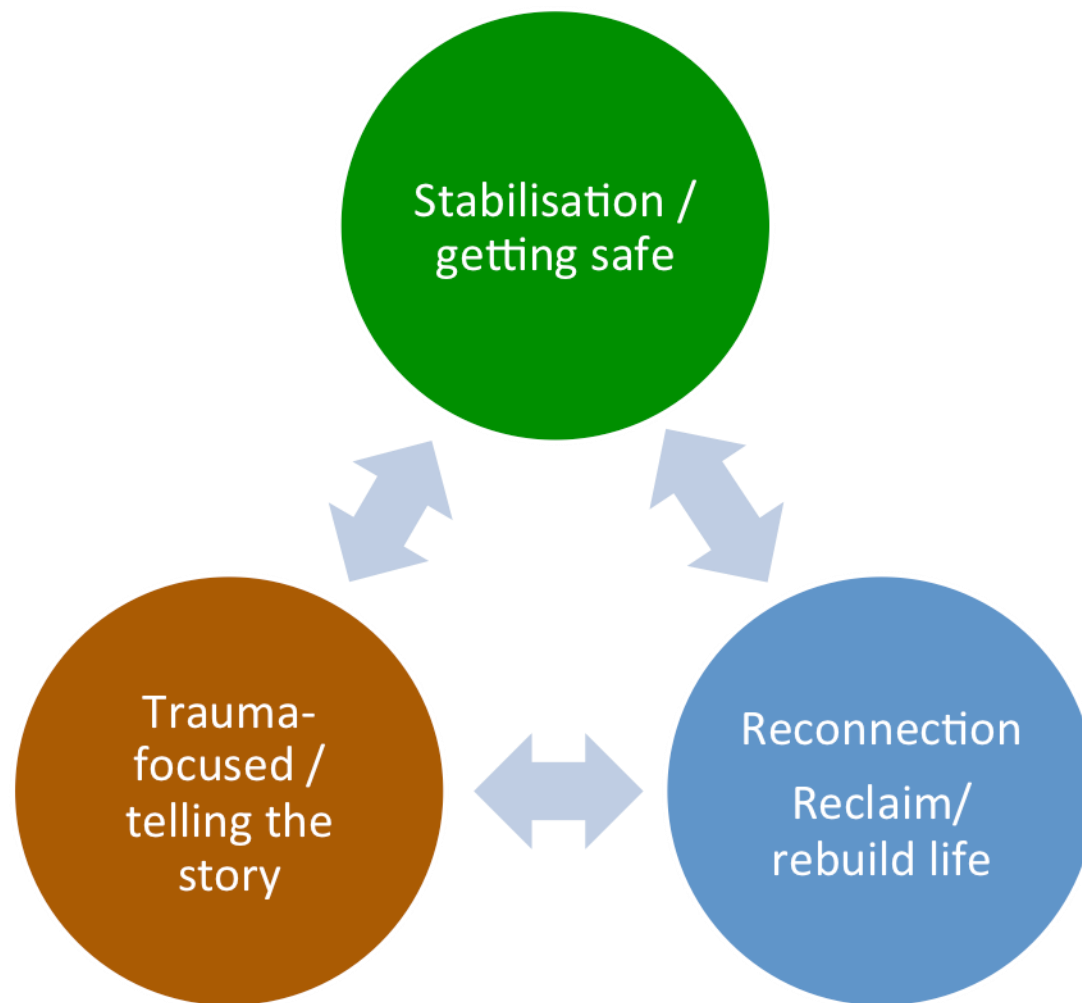 Stabilisation /
getting safe
Trauma-
focused /
telling the
story
Reconnection
Reclaim/
rebuild life